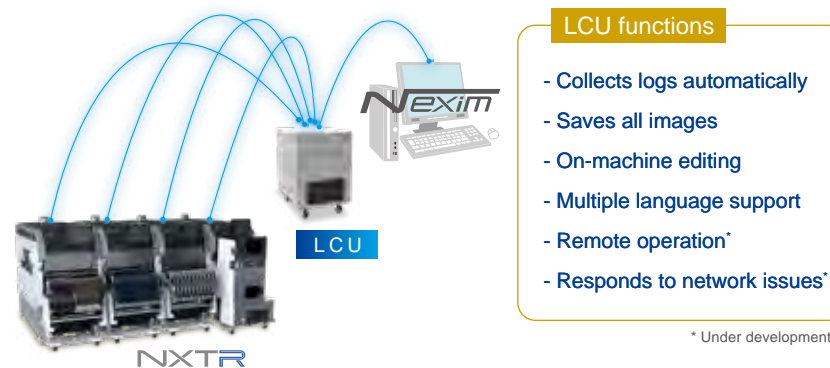 LCU functions
- Collects logs automatically
- Saves all images
- On-machine editing
- Multiple language support
- Remote operation*
- Responds to network issues*
* Under development
Nexim
LCU
NXTR